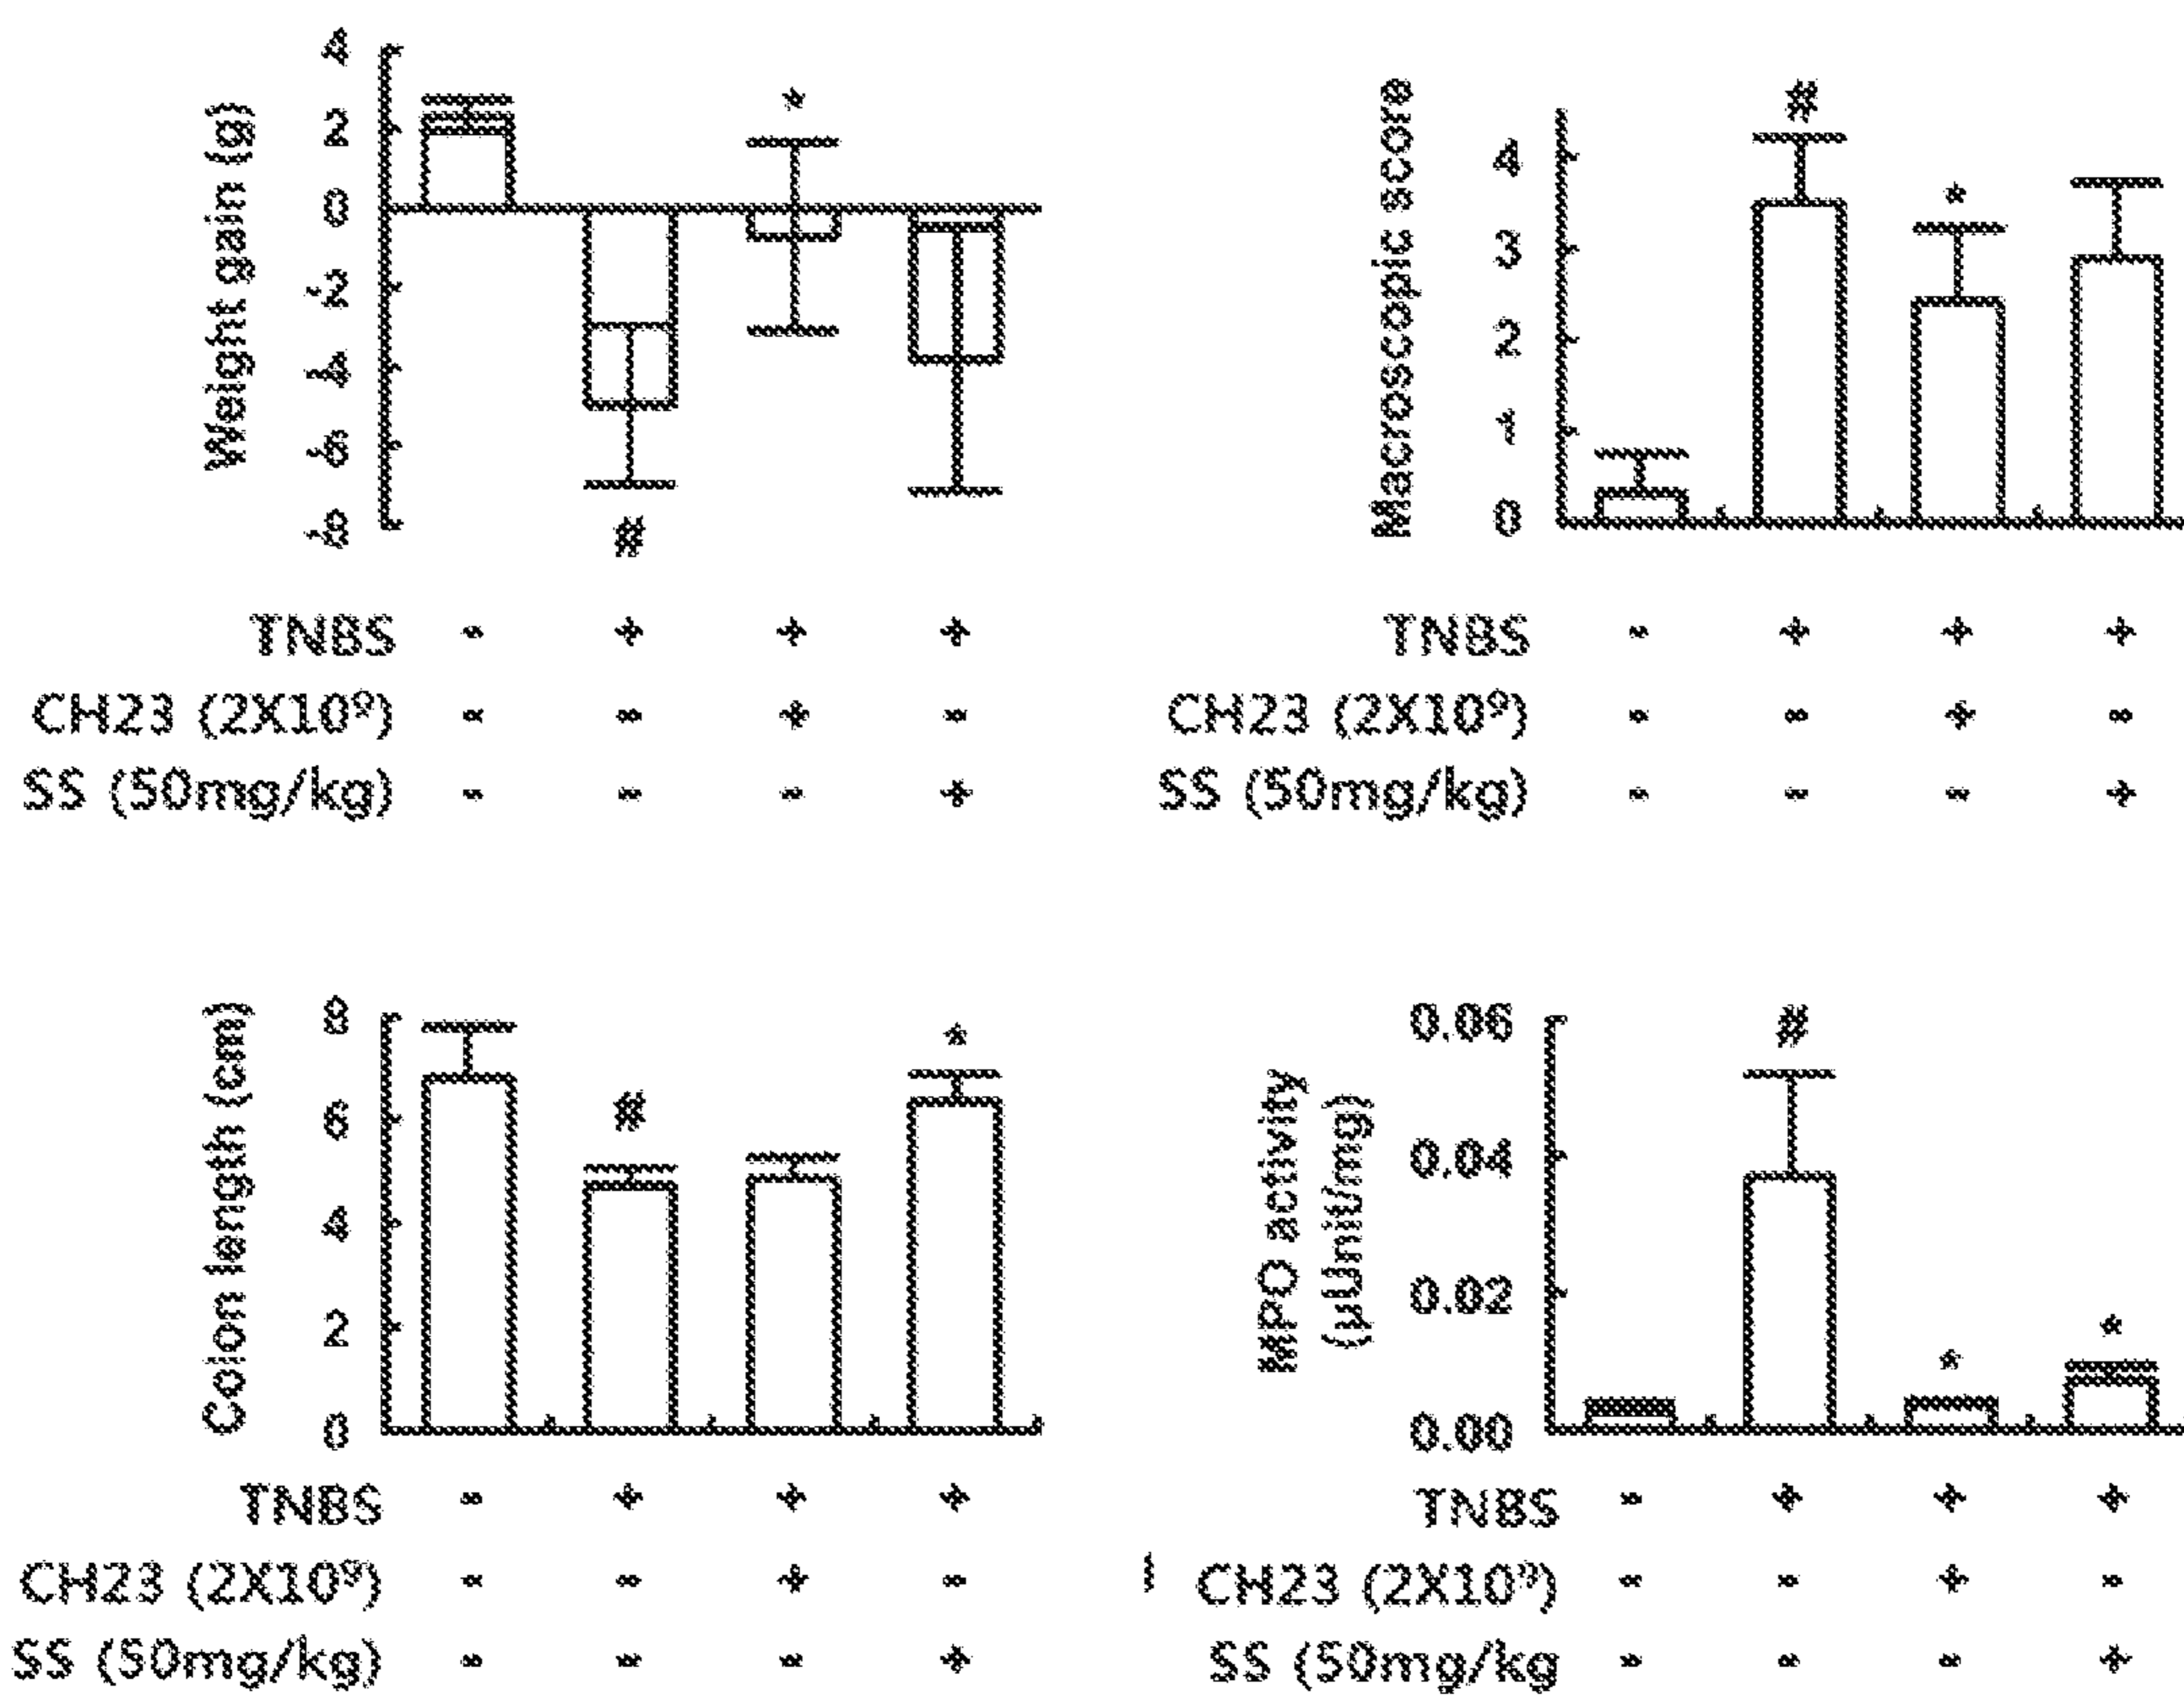 Weight gain (g)
4
2
0
-2
-4
-6
-8
*
#
TNBS - + + +
CH23 (2X10⁹) - - + -
SS (50mg/kg) - - - +
Macroscopic score
4
3
2
1
0
#
*
TNBS - + + +
CH23 (2X10⁹) - - + -
SS (50mg/kg) - - - +
Colon length (cm)
8
6
4
2
0
#
*
TNBS - + + +
CH23 (2X10⁹) - - + -
SS (50mg/kg) - - - +
MPO activity
(µUnit/mg)
0.06
0.04
0.02
0.00
#
*
*
TNBS - + + +
CH23 (2X10⁹) - - + -
SS (50mg/kg - - - +